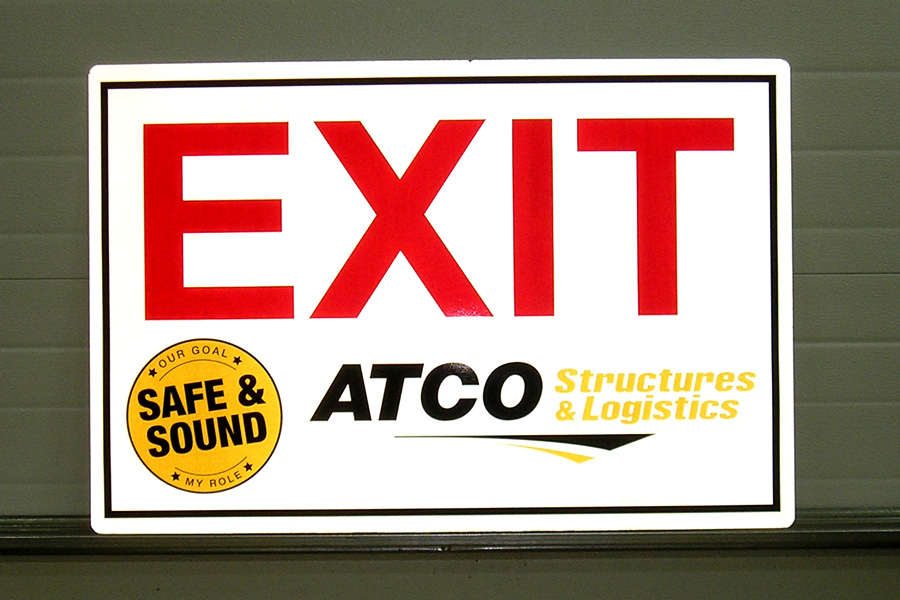 EXIT
OUR GOAL
SAFE &
SOUND
MY ROLE
ATCO
Structures
& Logistics